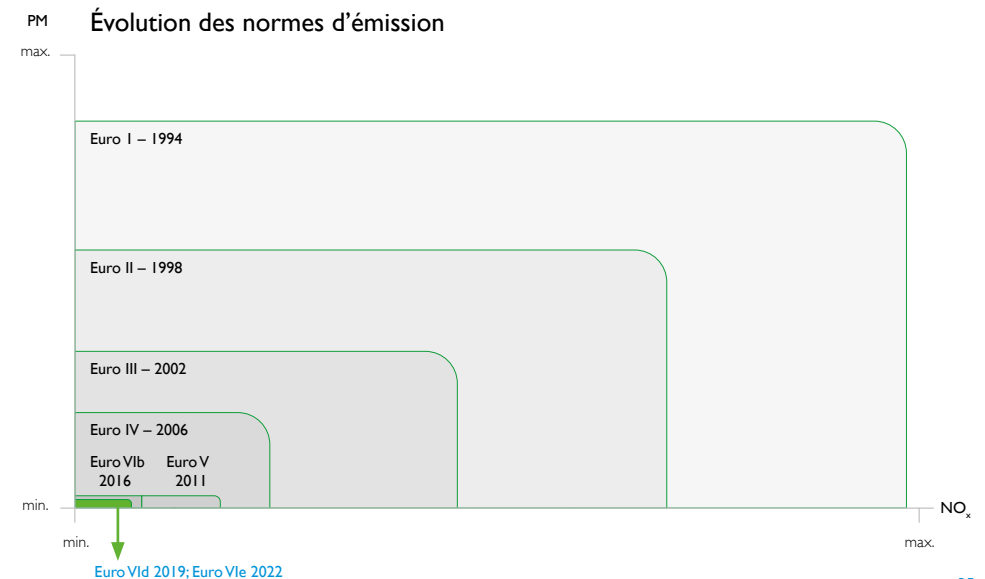 PM
Évolution des normes d’émission
max.
Euro I – 1994
Euro II – 1998
Euro III – 2002
Euro IV – 2006
Euro VIb
2016
Euro V
2011
min.
NOx
min.
max.
Euro VId 2019; Euro VIe 2022